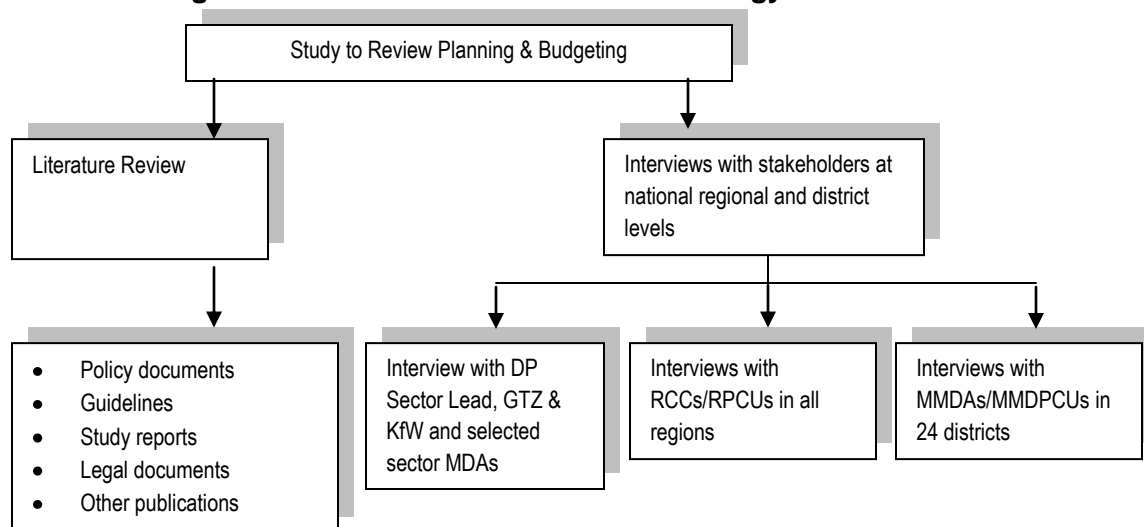 Study to Review Planning & Budgeting
Literature Review
Interviews with stakeholders at
national regional and district
levels
● Policy documents
● Guidelines
● Study reports
● Legal documents
● Other publications
Interview with DP
Sector Lead, GTZ &
KfW and selected
sector MDAs
Interviews with
RCCs/RPCUs in all
regions
Interviews with
MMDAs/MMDPCUs in
24 districts